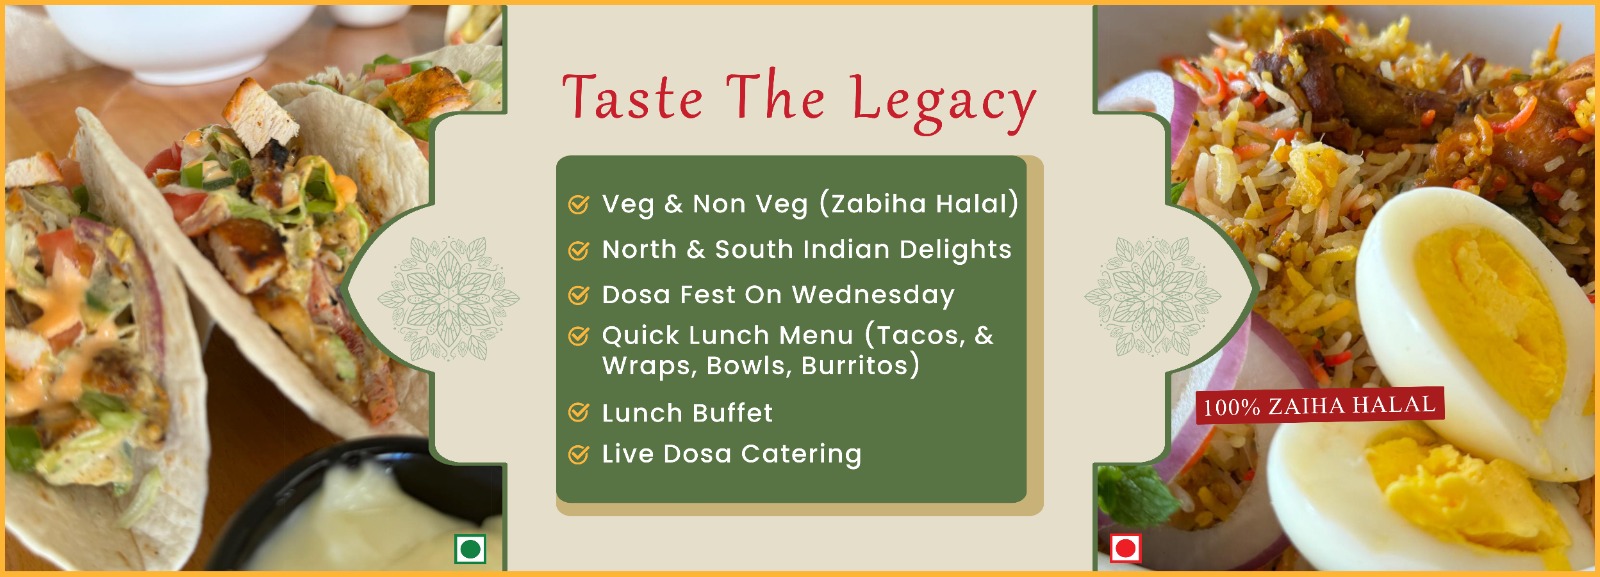 Taste The Legacy
Veg & Non Veg (Zabiha Halal)
North & South Indian Delights
Dosa Fest On Wednesday
Quick Lunch Menu (Tacos, &
Wraps, Bowls, Burritos)
Lunch Buffet
Live Dosa Catering
100% ZAIHA HALAL